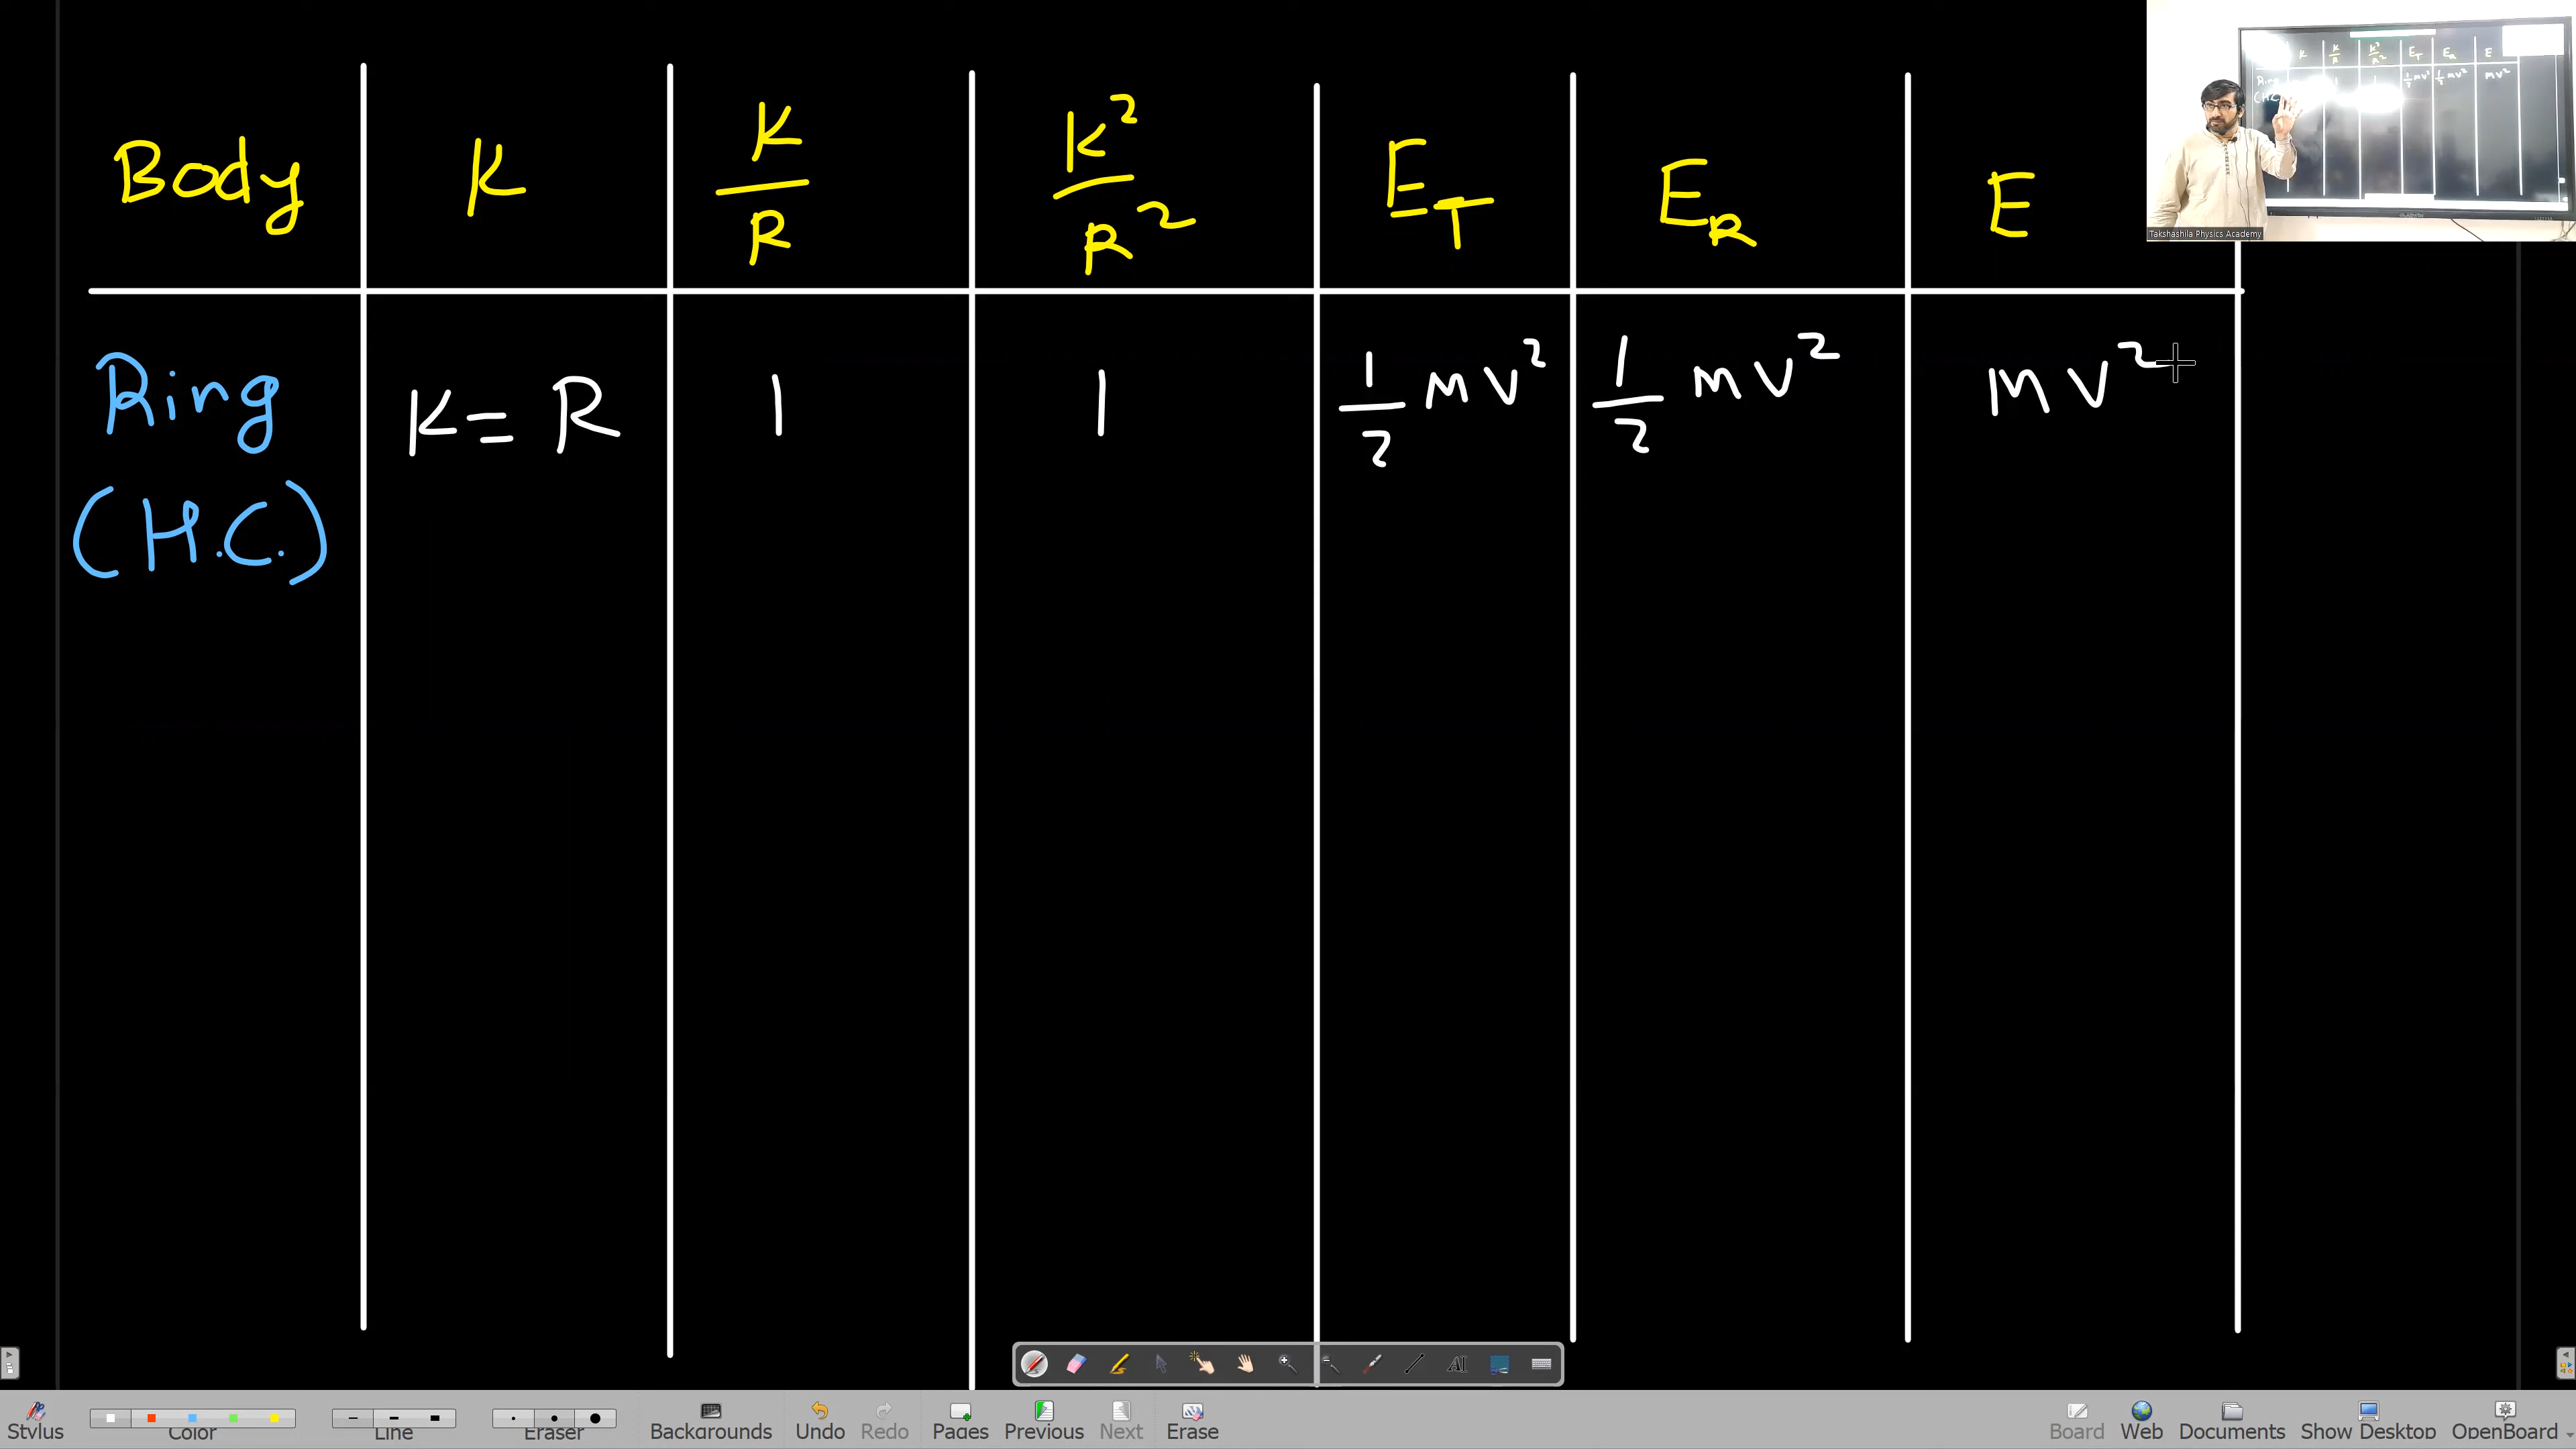 Body K K/R K²/R² E_T E_R E
Ring K = R 1 1 1/2 mv² 1/2 mv² mv²
(H.C.)
Takshashila Physics Academy
Stylus Color Line Eraser Backgrounds Undo Redo Pages Previous Next Erase Board Web Documents Show Desktop OpenBoard